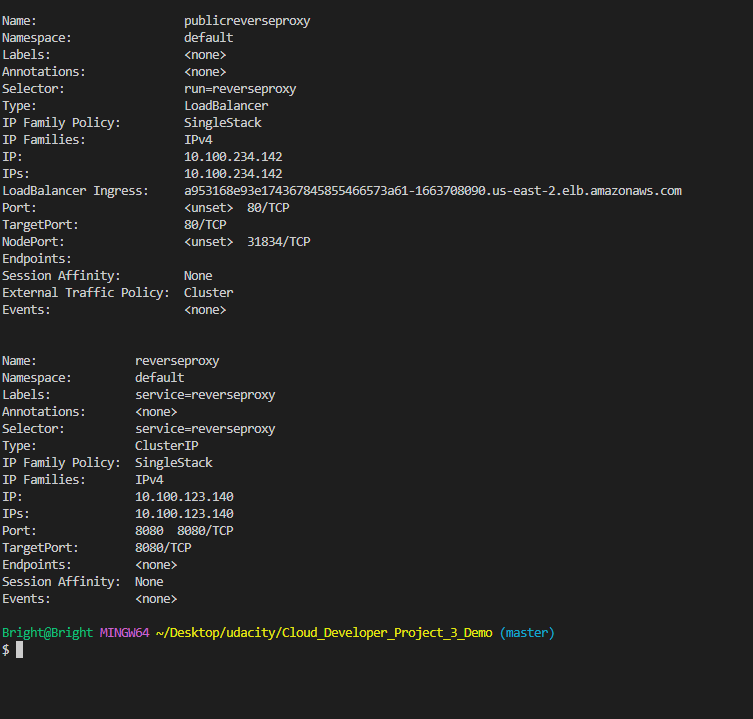 Name:                     publicreverseproxy
Namespace:                default
Labels:                   <none>
Annotations:              <none>
Selector:                 run=reverseproxy
Type:                     LoadBalancer
IP Family Policy:         SingleStack
IP Families:              IPv4
IP:                       10.100.234.142
IPs:                      10.100.234.142
LoadBalancer Ingress:     a953168e93e174367845855466573a61-1663708090.us-east-2.elb.amazonaws.com
Port:                     <unset>  80/TCP
TargetPort:               80/TCP
NodePort:                 <unset>  31834/TCP
Endpoints:
Session Affinity:         None
External Traffic Policy:  Cluster
Events:                   <none>
Name:              reverseproxy
Namespace:         default
Labels:            service=reverseproxy
Annotations:       <none>
Selector:          service=reverseproxy
Type:              ClusterIP
IP Family Policy:  SingleStack
IP Families:       IPv4
IP:                10.100.123.140
IPs:               10.100.123.140
Port:              8080  8080/TCP
TargetPort:        8080/TCP
Endpoints:         <none>
Session Affinity:  None
Events:            <none>
Bright@Bright MINGW64 ~/Desktop/udacity/Cloud_Developer_Project_3_Demo (master)
$